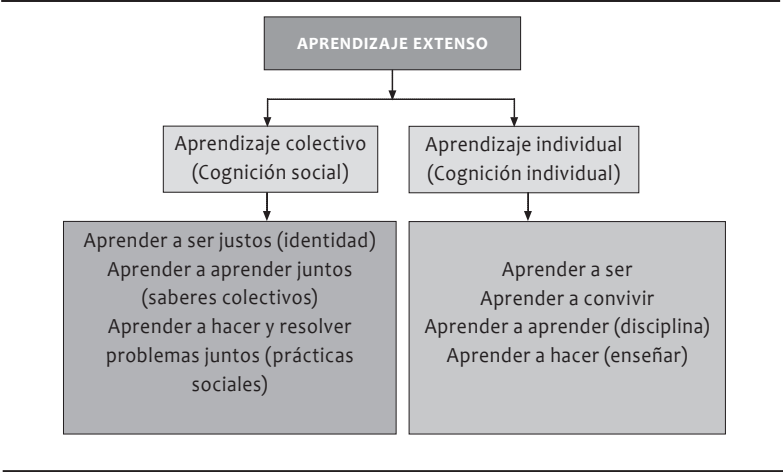 APRENDIZAJE EXTENSO
Aprendizaje colectivo
(Cognición social)
Aprendizaje individual
(Cognición individual)
Aprender a ser justos (identidad)
Aprender a aprender juntos
(saberes colectivos)
Aprender a hacer y resolver
problemas juntos (prácticas
sociales)
Aprender a ser
Aprender a convivir
Aprender a aprender (disciplina)
Aprender a hacer (enseñar)